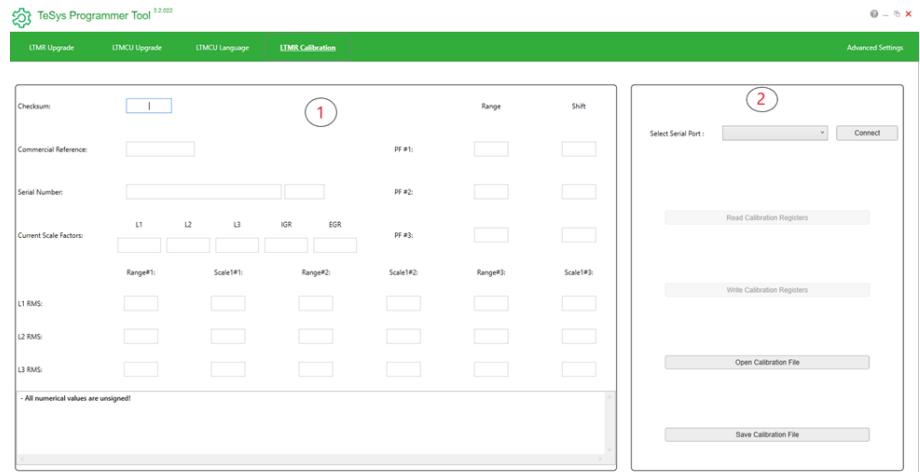 TeSys Programmer Tool 2.2.022
LTMR Upgrade LTMCU Upgrade LTMCU Language LTMR Calibration Advanced Settings
Checksum: 1 Range Shift
Commercial Reference: PF #1:
Serial Number: PF #2:
L1 L2 L3 IGR EGR
Current Scale Factors: PF #3:
Range#1: Scale1#1: Range#2: Scale1#2: Range#3: Scale1#3:
L1 RMS:
L2 RMS:
L3 RMS:
- All numerical values are unsigned!
2
Select Serial Port : Connect
Read Calibration Registers
Write Calibration Registers
Open Calibration File
Save Calibration File